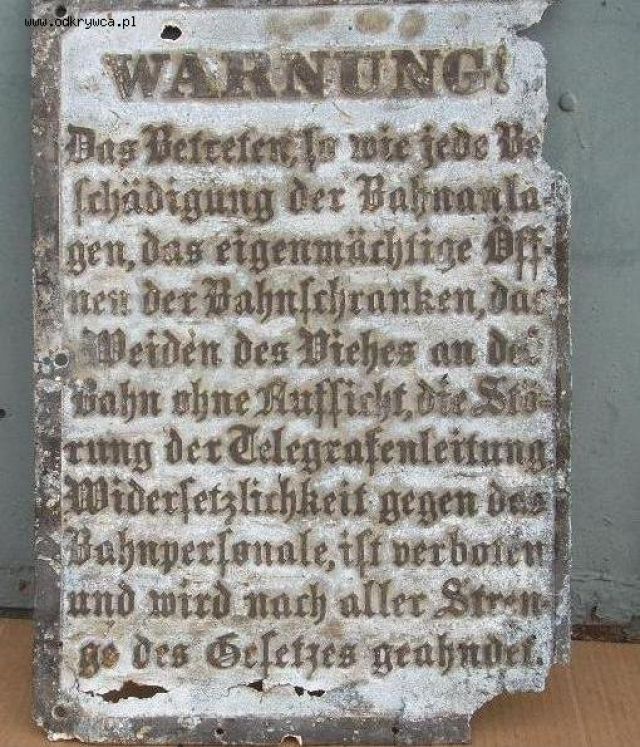 www.odkrywca.pl
WARNUNG!
Das Betreten, so wie jede Be
schädigung der Bahnanla-
gen, das eigenmächtige Öff-
nen der Bahnschranken, das
Weiden des Viehes an der
Bahn ohne Aufsicht, die Stö-
rung der Telegrafenleitung
Widersetzlichkeit gegen das
Bahnpersonale, ist verboten
und wird nach aller Stren-
ge des Gesetzes geahndet.